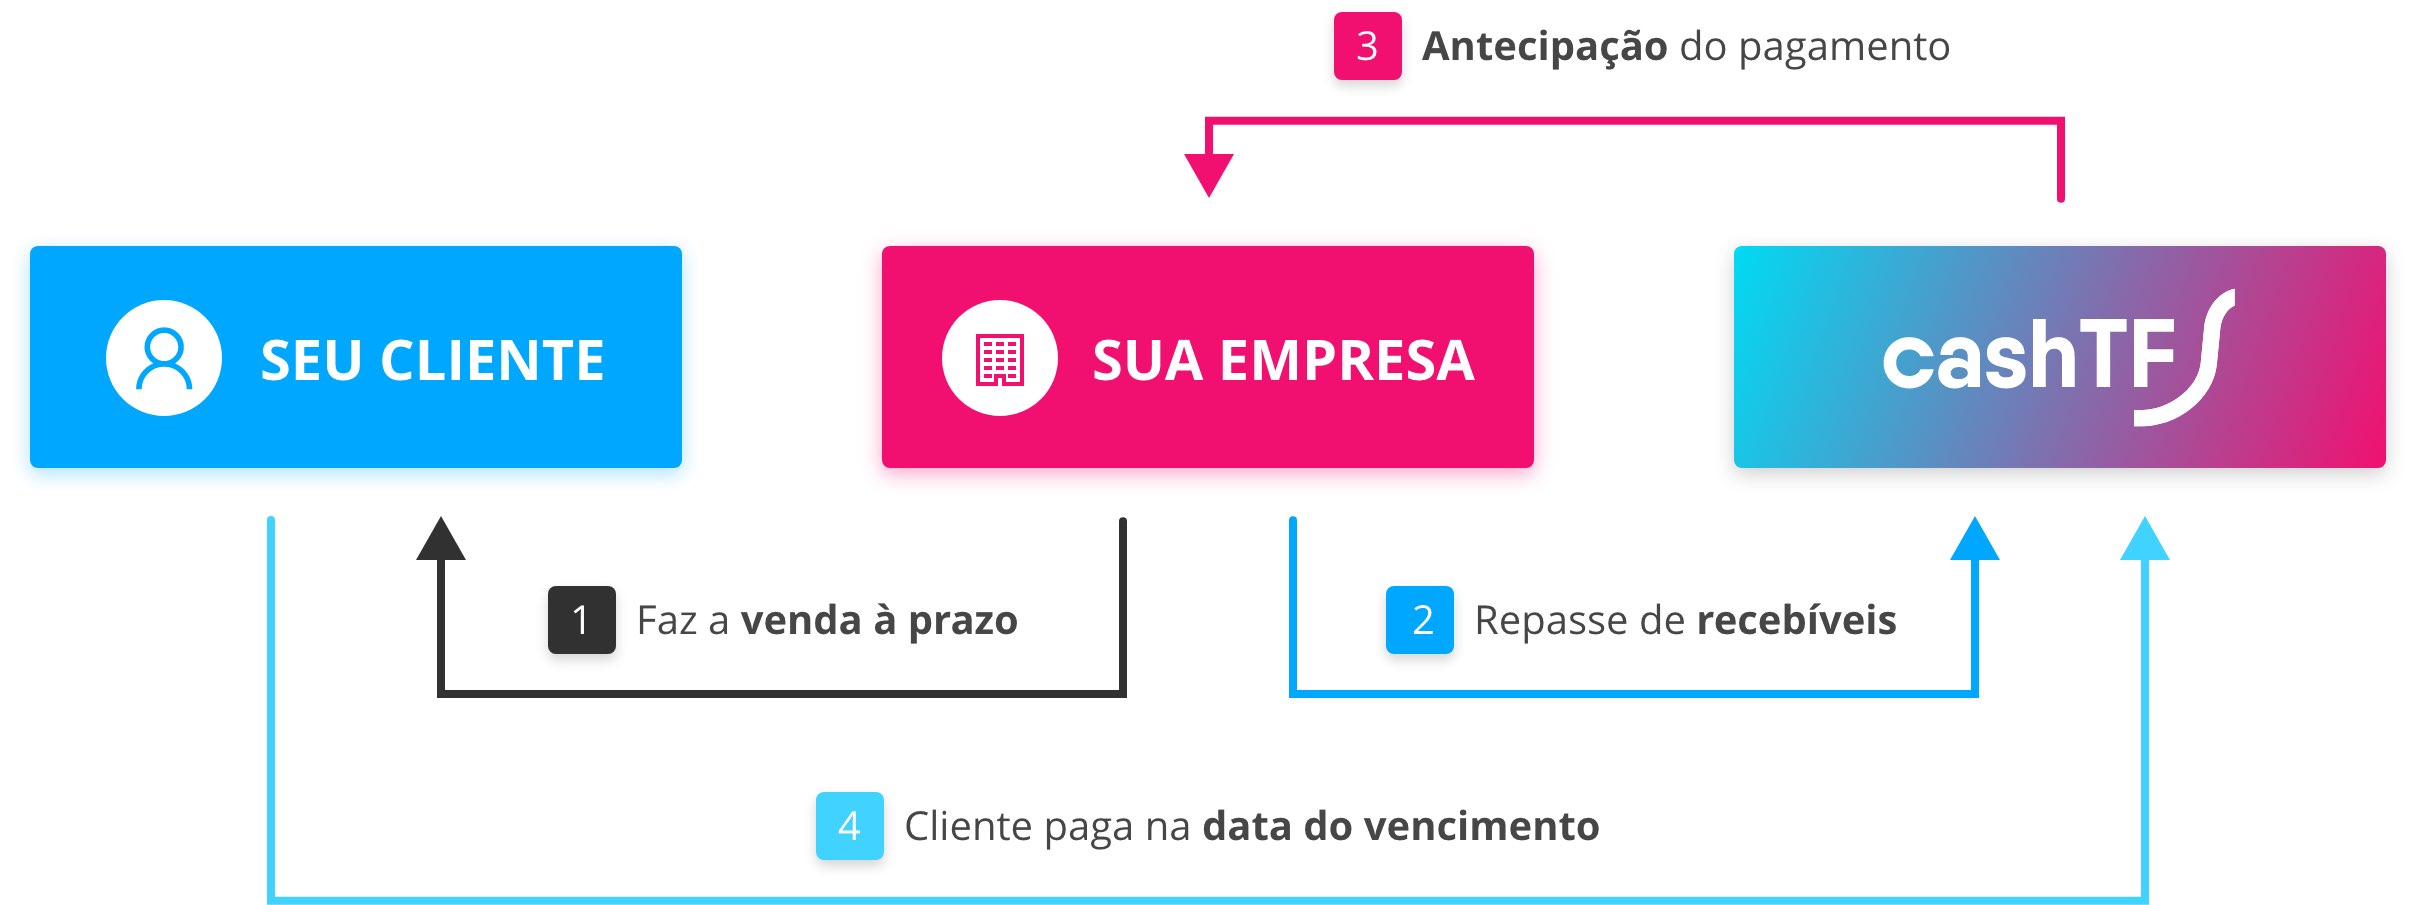 3 Antecipação do pagamento
SEU CLIENTE
SUA EMPRESA
cashTF
1 Faz a venda à prazo
2 Repasse de recebíveis
4 Cliente paga na data do vencimento